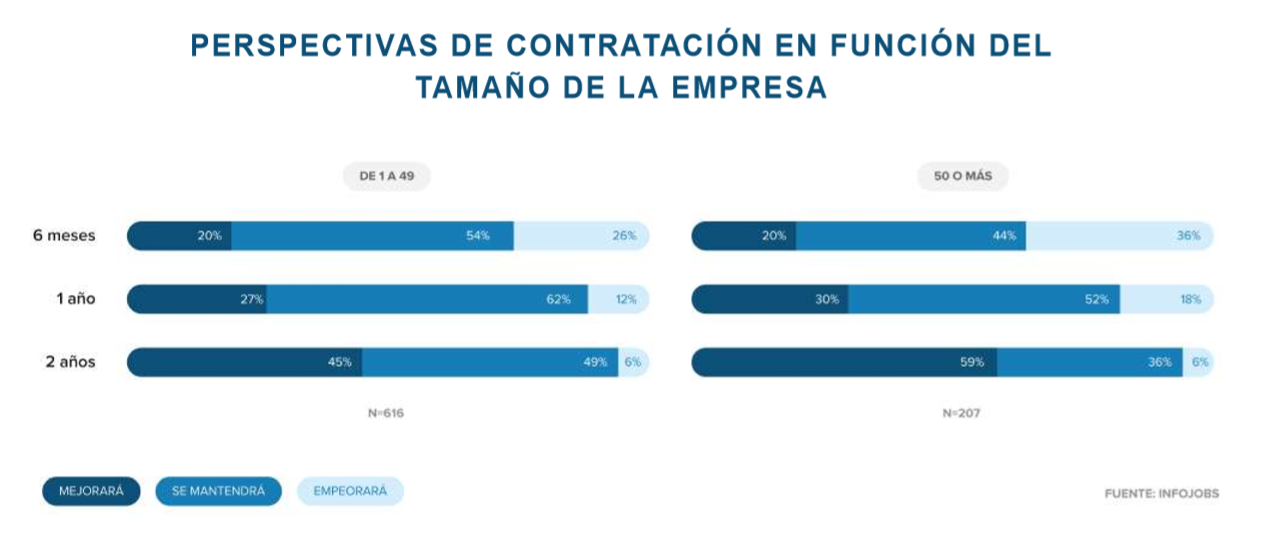 PERSPECTIVAS DE CONTRATACIÓN EN FUNCIÓN DEL
TAMAÑO DE LA EMPRESA
DE 1 A 49
50 O MÁS
6 meses 20% 54% 26% 20% 44% 36%
1 año 27% 62% 12% 30% 52% 18%
2 años 45% 49% 6% 59% 36% 6%
N=616
N=207
MEJORARÁ SE MANTENDRÁ EMPEORARÁ
FUENTE: INFOJOBS